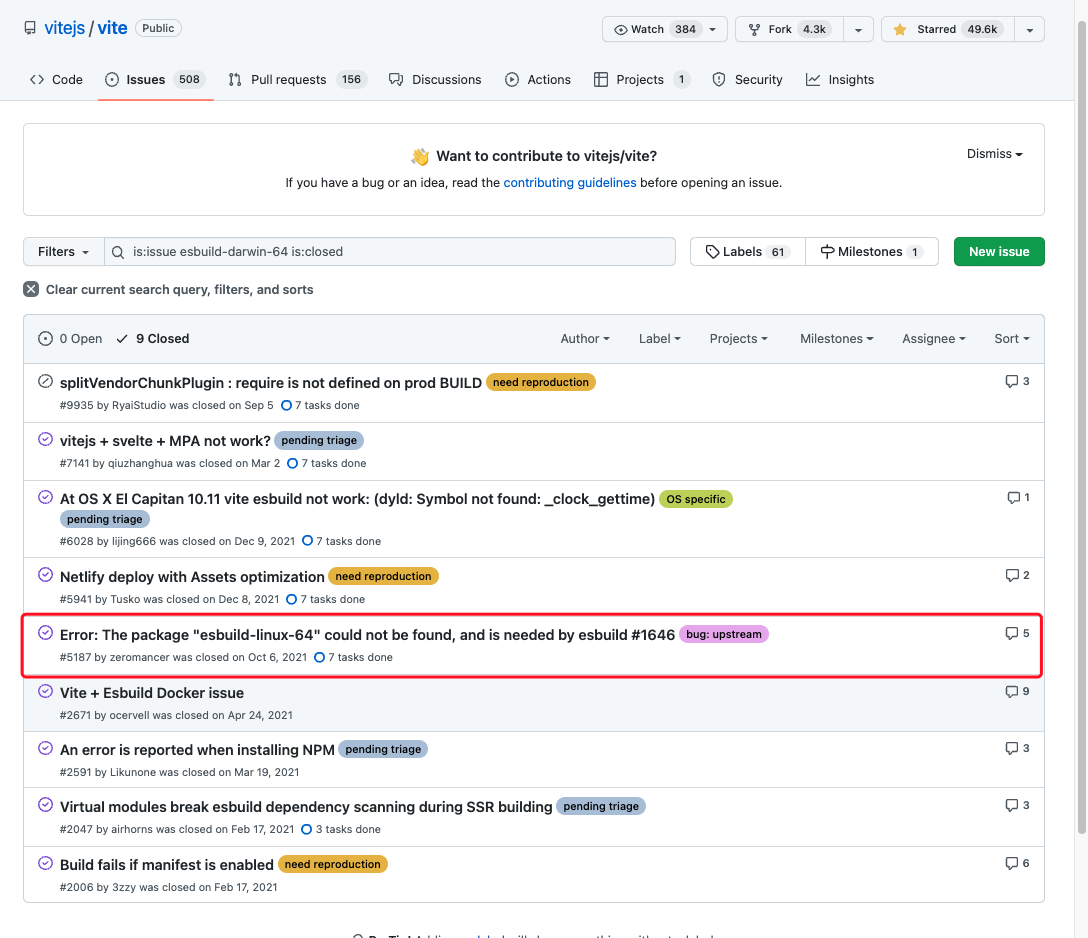 vitejs / vite Public
Watch 384 Fork 4.3k Starred 49.6k
Code Issues 508 Pull requests 156 Discussions Actions Projects 1 Security Insights
👋 Want to contribute to vitejs/vite?
Dismiss
If you have a bug or an idea, read the contributing guidelines before opening an issue.
Filters is:issue esbuild-darwin-64 is:closed Labels 61 Milestones 1 New issue
Clear current search query, filters, and sorts
0 Open 9 Closed Author Label Projects Milestones Assignee Sort
splitVendorChunkPlugin : require is not defined on prod BUILD need reproduction 3
#9935 by RyaiStudio was closed on Sep 5 7 tasks done
vitejs + svelte + MPA not work? pending triage
#7141 by qiuzhanghua was closed on Mar 2 7 tasks done
At OS X El Capitan 10.11 vite esbuild not work: (dyld: Symbol not found: _clock_gettime) OS specific 1
pending triage
#6028 by lijing666 was closed on Dec 9, 2021 7 tasks done
Netlify deploy with Assets optimization need reproduction 2
#5941 by Tusko was closed on Dec 8, 2021 7 tasks done
Error: The package "esbuild-linux-64" could not be found, and is needed by esbuild #1646 bug: upstream 5
#5187 by zeromancer was closed on Oct 6, 2021 7 tasks done
Vite + Esbuild Docker issue 9
#2671 by ocervell was closed on Apr 24, 2021
An error is reported when installing NPM pending triage 3
#2591 by Likunone was closed on Mar 19, 2021
Virtual modules break esbuild dependency scanning during SSR building pending triage 3
#2047 by airhorns was closed on Feb 17, 2021 3 tasks done
Build fails if manifest is enabled need reproduction 6
#2006 by 3zzy was closed on Feb 17, 2021